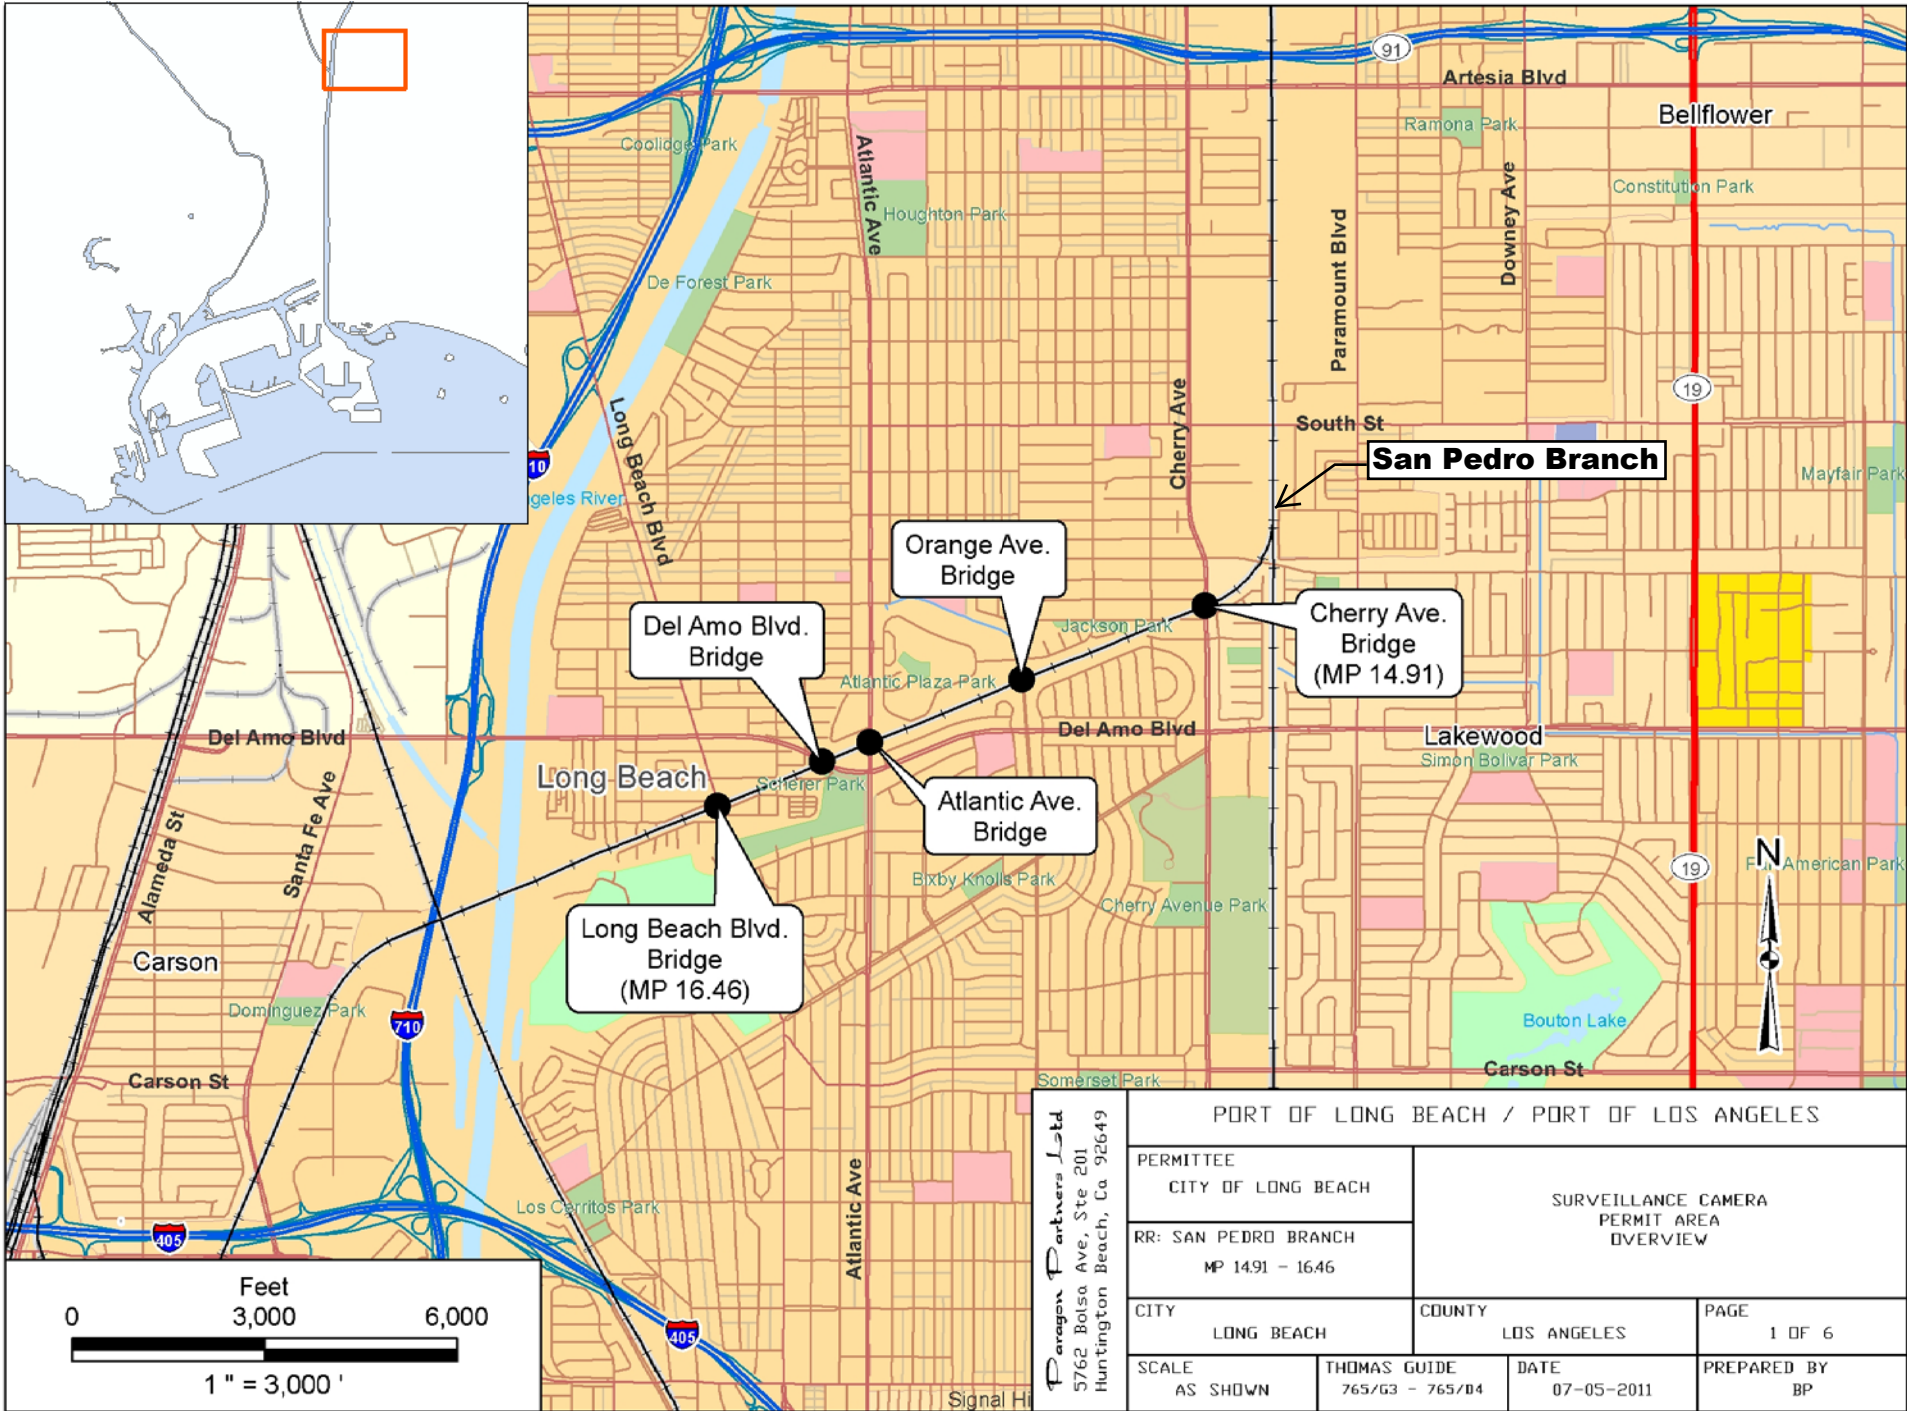 91
Artesia Blvd
Bellflower
Ramona Park
Coolidge Park
Atlantic Ave
Downey Ave
Constitution Park
Houghton Park
Paramount Blvd
De Forest Park
19
Cherry Ave
South St
Long Beach Blvd
San Pedro Branch
Mayfair Park
10
geles River
Orange Ave.
Bridge
Del Amo Blvd.
Bridge
Jackson Park
Cherry Ave.
Bridge
(MP 14.91)
Atlantic Plaza Park
Del Amo Blvd
Del Amo Blvd
Lakewood
Simon Bolivar Park
Long Beach
Scherer Park
Atlantic Ave.
Bridge
Santa Fe Ave
Alameda St
19
N
American Park
Bixby Knolls Park
Cherry Avenue Park
Long Beach Blvd.
Bridge
(MP 16.46)
Carson
Dominguez Park
710
Bouton Lake
Carson St
Carson St
Somerset Park
Los Cerritos Park
Atlantic Ave
405
405
Signal Hi
Feet
0 3,000 6,000
1 " = 3,000 '
Paragon Partners Ltd
5762 Bolsa Ave, Ste 201
Huntington Beach, Ca 92649
PORT OF LONG BEACH / PORT OF LOS ANGELES
PERMITTEE
CITY OF LONG BEACH
RR: SAN PEDRO BRANCH
MP 14.91 - 16.46
SURVEILLANCE CAMERA
PERMIT AREA
OVERVIEW
CITY
LONG BEACH
COUNTY
LOS ANGELES
PAGE
1 OF 6
SCALE
AS SHOWN
THOMAS GUIDE
765/G3 - 765/D4
DATE
07-05-2011
PREPARED BY
BP